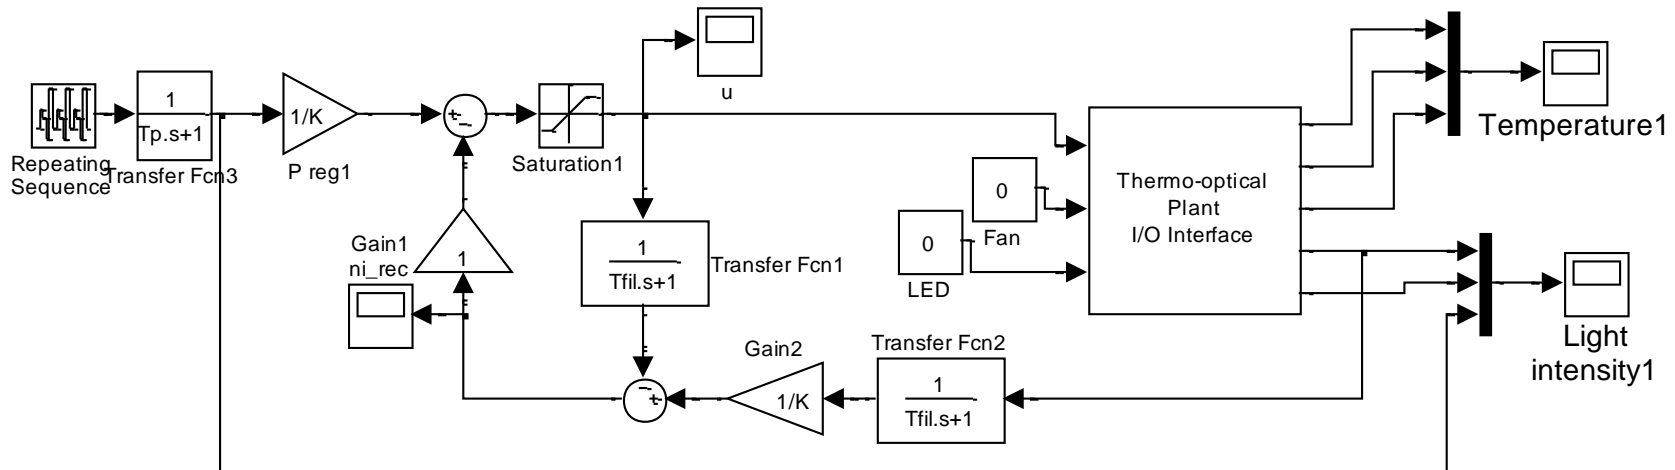 Repeating
Sequence
1
Tp.s+1
Transfer Fcn3
1/K
P reg1
+
−
Saturation1
u
Gain1
ni_rec
1
1
Tfil.s+1
Transfer Fcn1
0
Fan
0
LED
Thermo-optical
Plant
I/O Interface
Temperature1
Light
intensity1
−
+
Gain2
1/K
Transfer Fcn2
1
Tfil.s+1